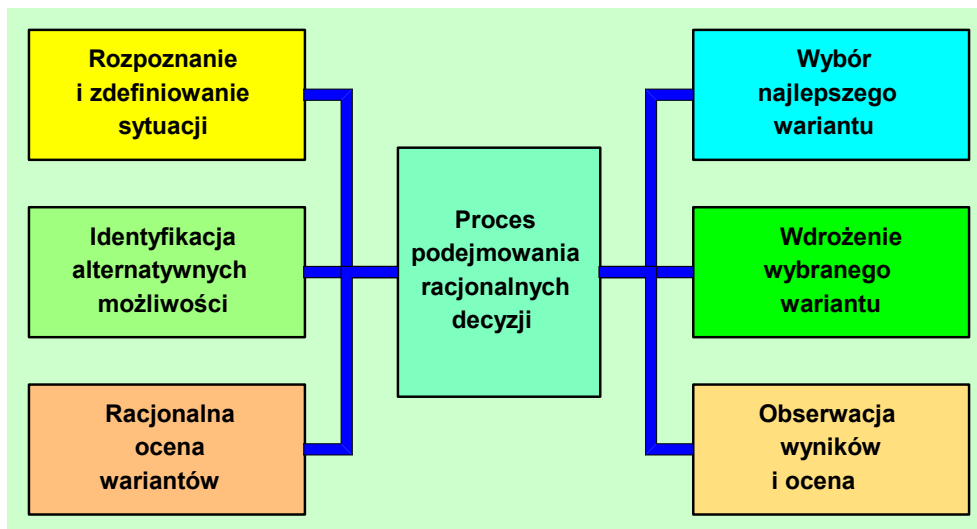 Rozpoznanie
i zdefiniowanie
sytuacji
Identyfikacja
alternatywnych
możliwości
Racjonalna
ocena
wariantów
Proces
podejmowania
racjonalnych
decyzji
Wybór
najlepszego
wariantu
Wdrożenie
wybranego
wariantu
Obserwacja
wyników
i ocena